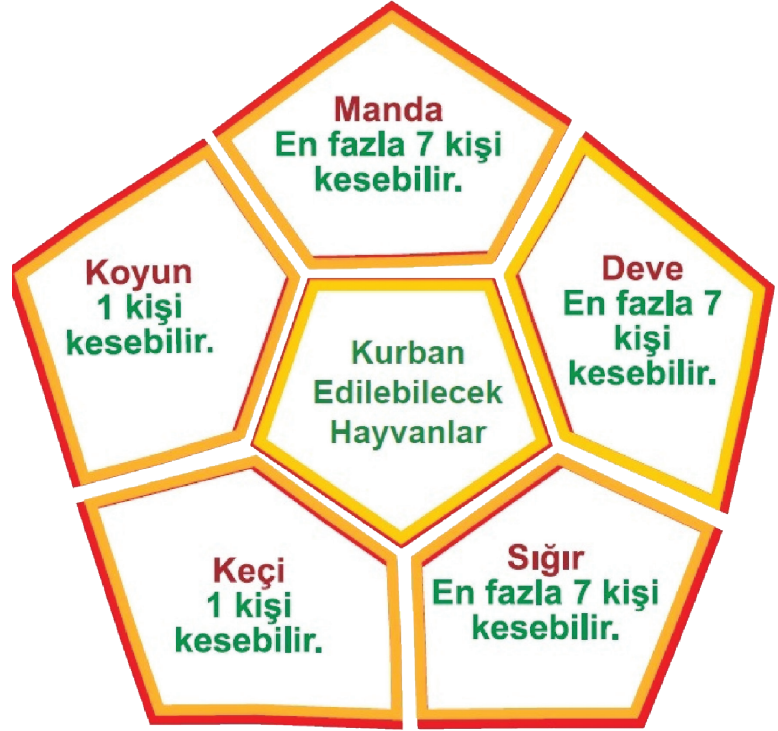 Manda
En fazla 7 kişi
kesebilir.
Koyun
1 kişi
kesebilir.
Deve
En fazla 7
kişi
kesebilir.
Kurban
Edilebilecek
Hayvanlar
Keçi
1 kişi
kesebilir.
Sığır
En fazla 7 kişi
kesebilir.